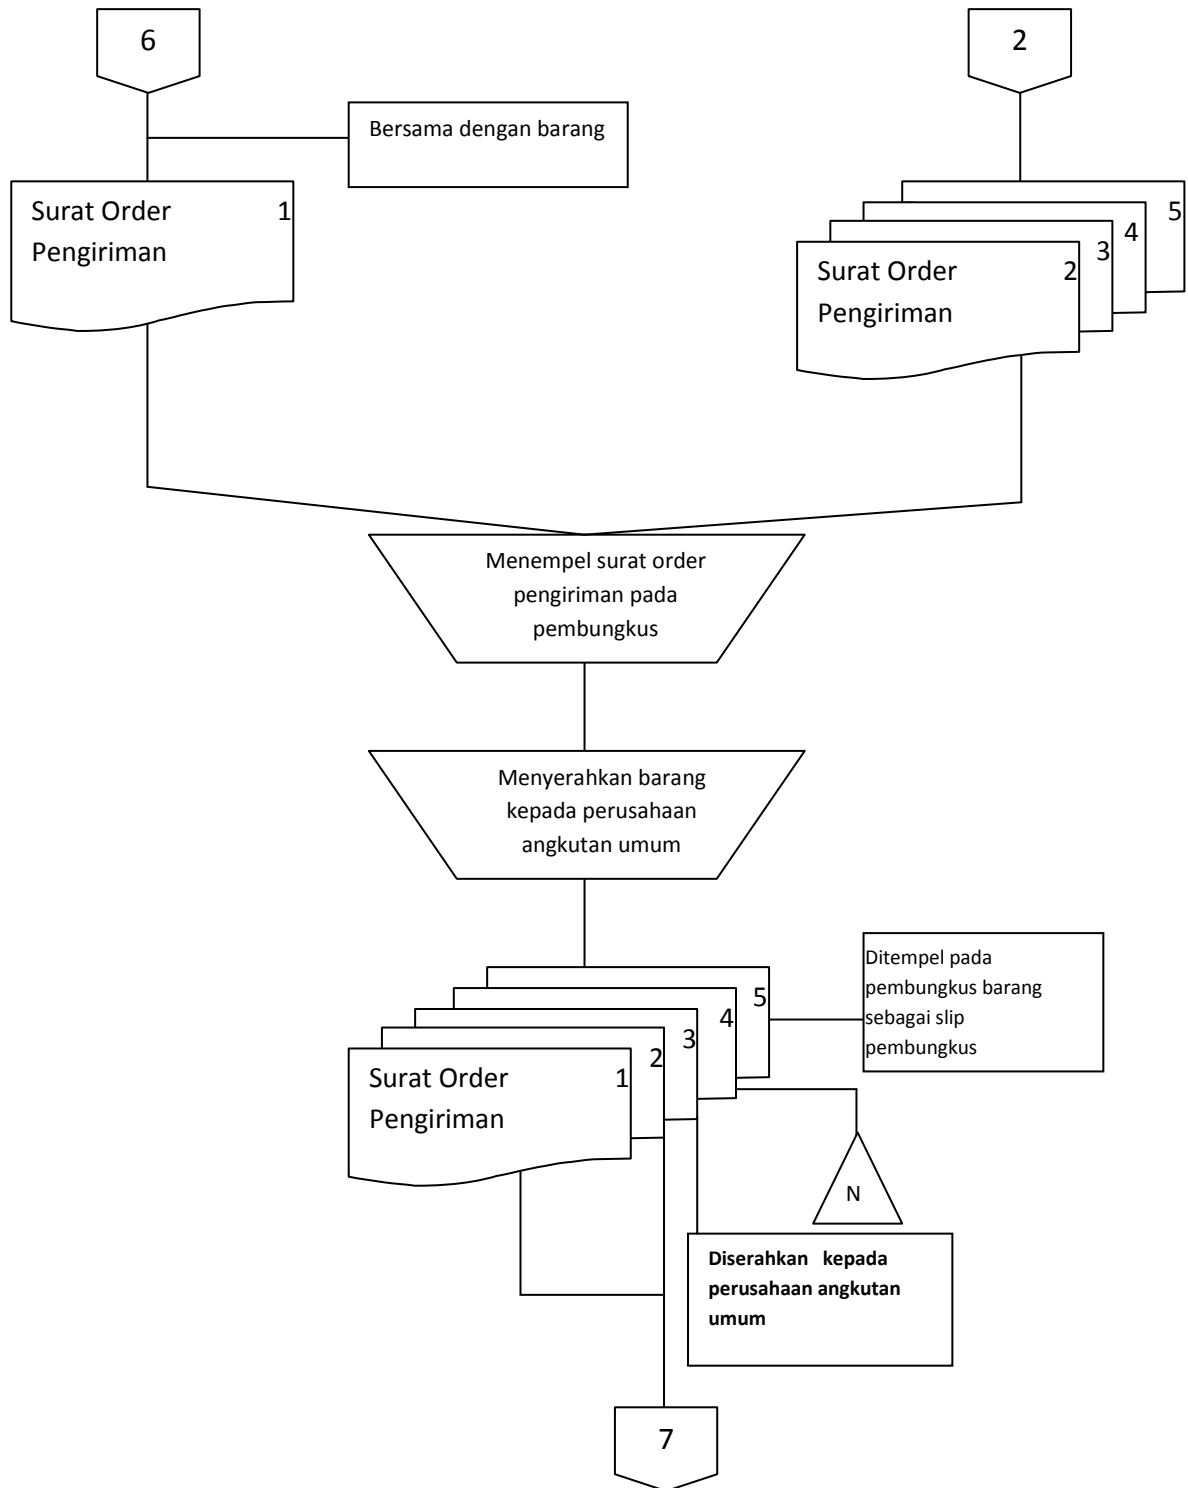 6
2
Bersama dengan barang
Surat Order 1
Pengiriman
5
4
3
Surat Order 2
Pengiriman
Menempel surat order
pengiriman pada
pembungkus
Menyerahkan barang
kepada perusahaan
angkutan umum
Ditempel pada
pembungkus barang
sebagai slip
pembungkus
5
4
3
2
Surat Order 1
Pengiriman
N
Diserahkan kepada
perusahaan angkutan
umum
7